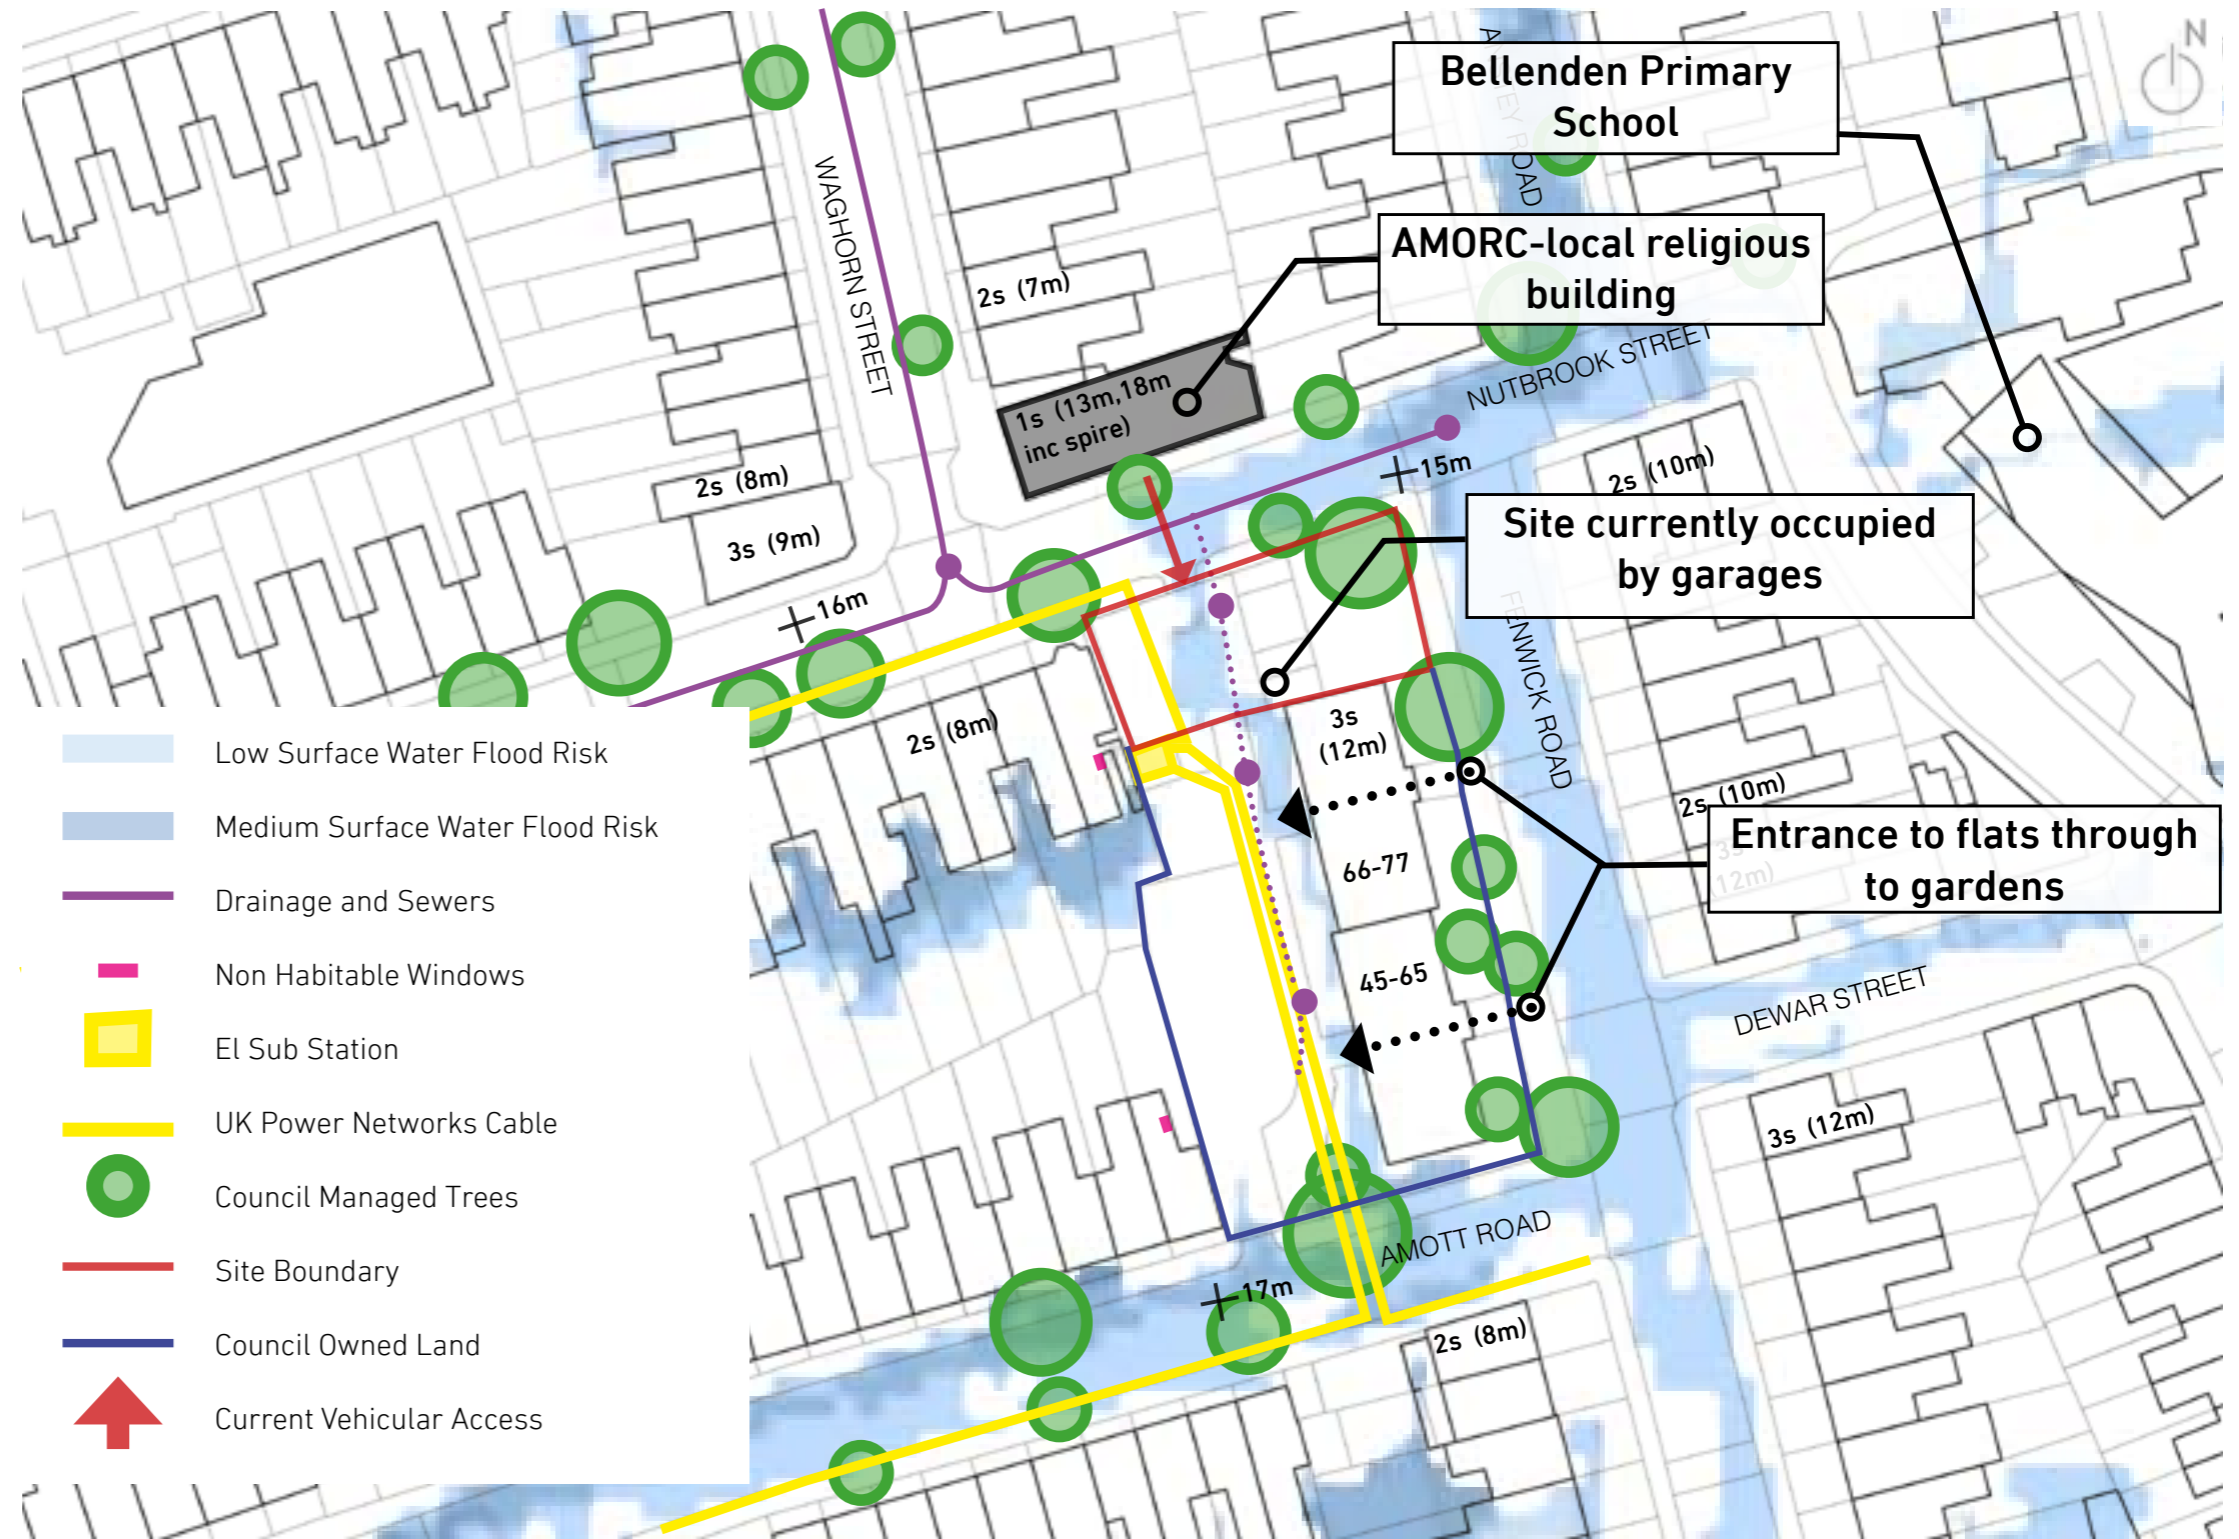 N
Bellenden Primary
School
WAGHORN STREET
AMORC-local religious
building
2s (7m)
NUTBROOK STREET
1s (13m,18m
inc spire)
15m
2s (10m)
2s (8m)
3s (9m)
Site currently occupied
by garages
16m
FENWICK ROAD
2s (8m)
3s
(12m)
2s (10m)
Entrance to flats through
to gardens
12m)
66-77
45-65
DEWAR STREET
3s (12m)
AMOTT ROAD
17m
2s (8m)
Low Surface Water Flood Risk
Medium Surface Water Flood Risk
Drainage and Sewers
Non Habitable Windows
El Sub Station
UK Power Networks Cable
Council Managed Trees
Site Boundary
Council Owned Land
Current Vehicular Access